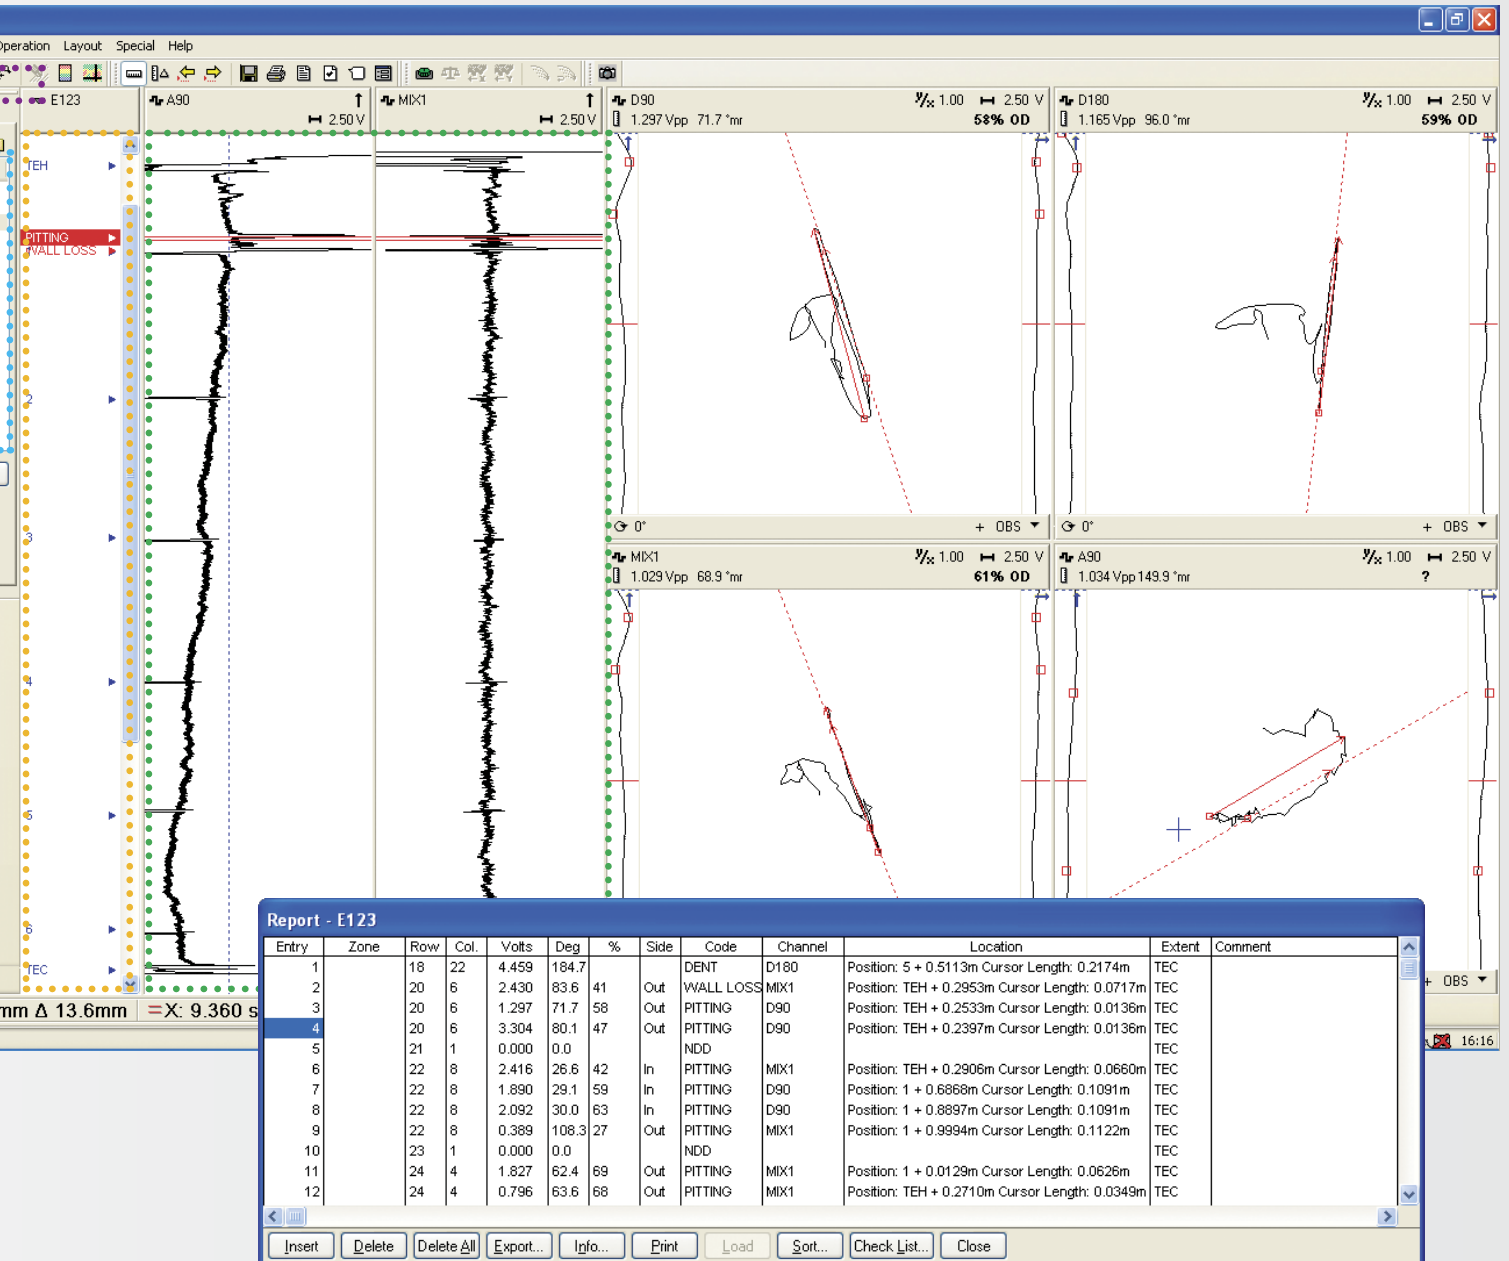 Operation Layout Special Help
E123
A90
2.50 V
MIX1
2.50 V
D90 y/x 1.00 2.50 V
1.297 Vpp 71.7 °mr 58% OD
D180 y/x 1.00 2.50 V
1.165 Vpp 96.0 °mr 59% OD
TEH
PITTING
WALL LOSS
2
3
4
5
6
TEC
0° + OBS
0° + OBS
MIX1 y/x 1.00 2.50 V
1.029 Vpp 68.9 °mr 61% OD
A90 y/x 1.00 2.50 V
1.034 Vpp 149.9 °mr ?
+ OBS
mm Δ 13.6mm =X: 9.360 s
16:16
Report - E123
Entry Zone Row Col. Volts Deg % Side Code Channel Location Extent Comment
1 18 22 4.459 184.7 DENT D180 Position: 5 + 0.5113m Cursor Length: 0.2174m TEC
2 20 6 2.430 83.6 41 Out WALL LOSS MIX1 Position: TEH + 0.2953m Cursor Length: 0.0717m TEC
3 20 6 1.297 71.7 58 Out PITTING D90 Position: TEH + 0.2533m Cursor Length: 0.0136m TEC
4 20 6 3.304 80.1 47 Out PITTING D90 Position: TEH + 0.2397m Cursor Length: 0.0136m TEC
5 21 1 0.000 0.0 NDD TEC
6 22 8 2.416 26.6 42 In PITTING MIX1 Position: TEH + 0.2906m Cursor Length: 0.0660m TEC
7 22 8 1.890 29.1 59 In PITTING D90 Position: 1 + 0.6868m Cursor Length: 0.1091m TEC
8 22 8 2.092 30.0 63 In PITTING D90 Position: 1 + 0.8897m Cursor Length: 0.1091m TEC
9 22 8 0.389 108.3 27 Out PITTING MIX1 Position: 1 + 0.9994m Cursor Length: 0.1122m TEC
10 23 1 0.000 0.0 NDD TEC
11 24 4 1.827 62.4 69 Out PITTING MIX1 Position: 1 + 0.0129m Cursor Length: 0.0626m TEC
12 24 4 0.796 63.6 68 Out PITTING MIX1 Position: TEH + 0.2710m Cursor Length: 0.0349m TEC
Insert Delete Delete All Export... Info... Print Load Sort... Check List... Close